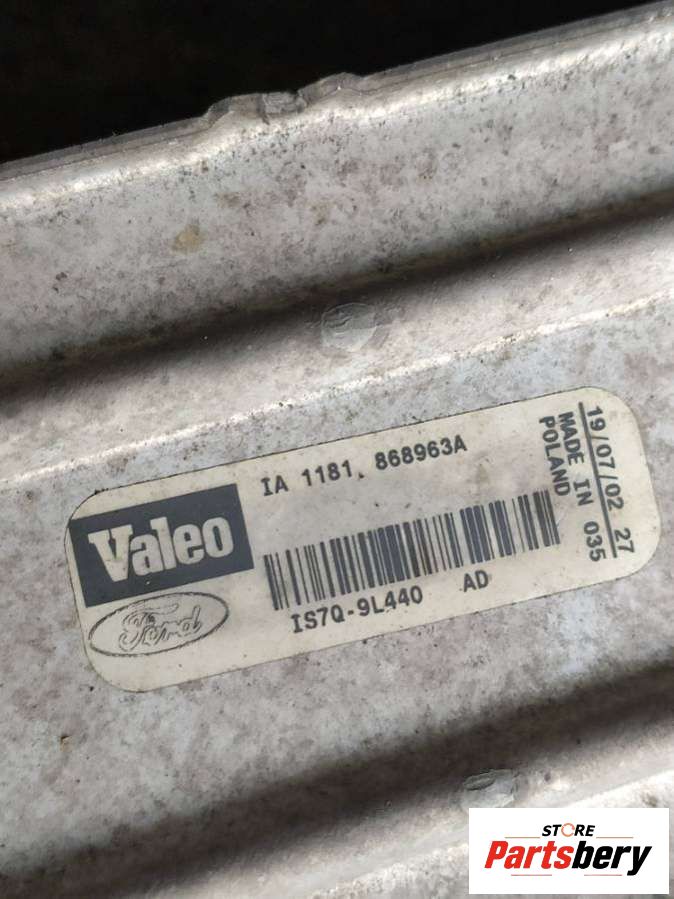 IA 1181. 868963A
Valeo
Ford
IS7Q-9L440 AD
19/07/02 27
MADE IN 035
POLAND
STORE
Partsbery